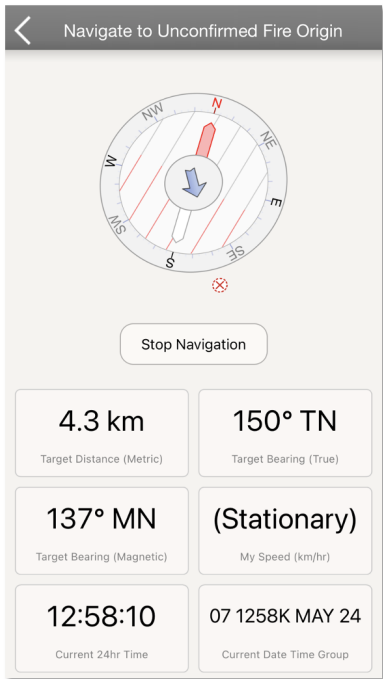 Navigate to Unconfirmed Fire Origin
N
NW
NE
W
E
SW
SE
S
Stop Navigation
4.3 km
150° TN
Target Distance (Metric)
Target Bearing (True)
137° MN
(Stationary)
Target Bearing (Magnetic)
My Speed (km/hr)
12:58:10
07 1258K MAY 24
Current 24hr Time
Current Date Time Group